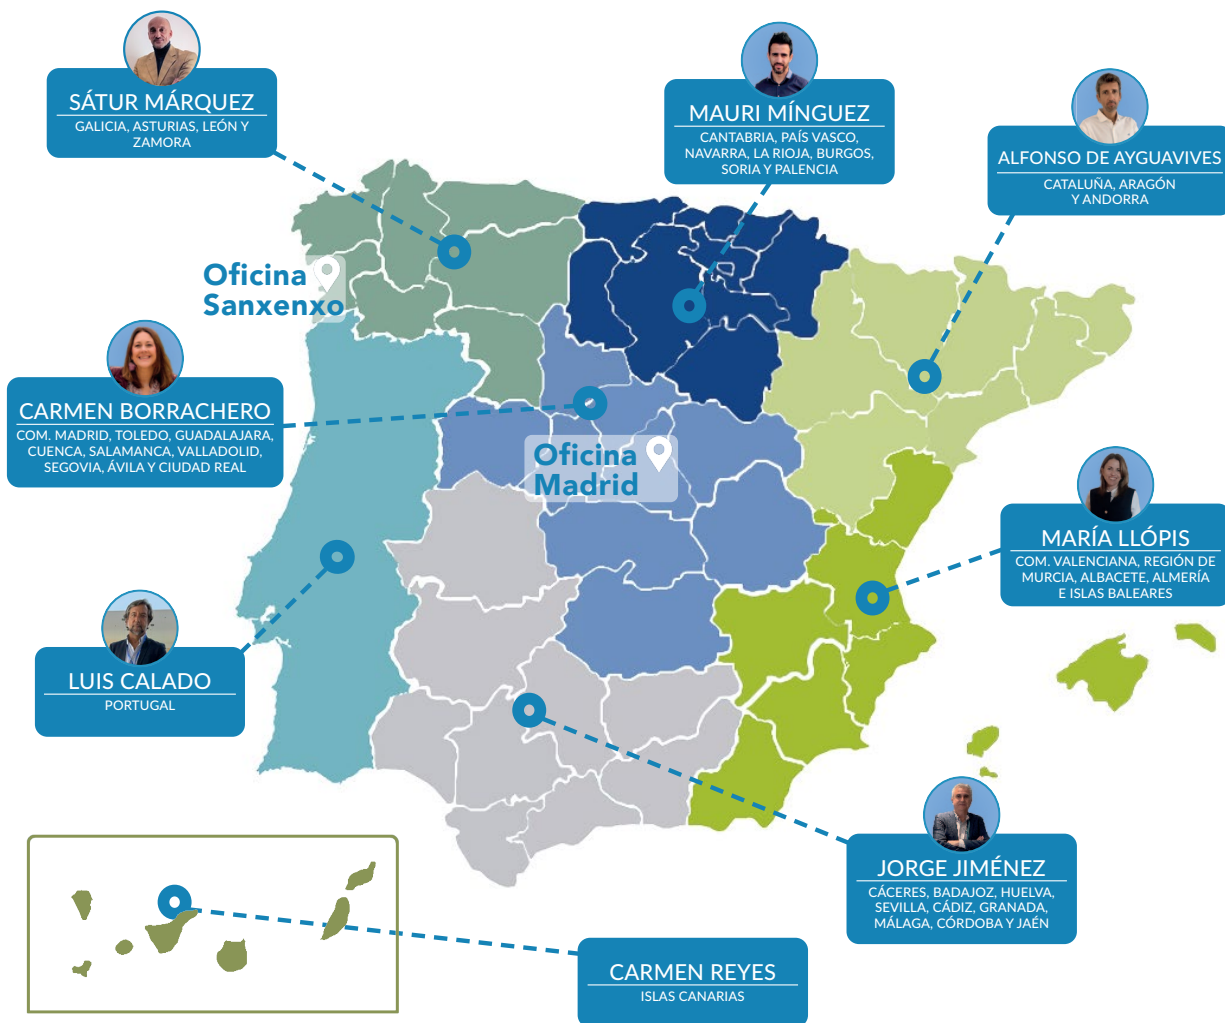 SÁTUR MÁRQUEZ
GALICIA, ASTURIAS, LEÓN Y
ZAMORA
MAURI MÍNGUEZ
CANTABRIA, PAÍS VASCO,
NAVARRA, LA RIOJA, BURGOS,
SORIA Y PALENCIA
ALFONSO DE AYGUAVIVES
CATALUÑA, ARAGÓN
Y ANDORRA
Oficina
Sanxenxo
CARMEN BORRACHERO
COM. MADRID, TOLEDO, GUADALAJARA,
CUENCA, SALAMANCA, VALLADOLID,
SEGOVIA, ÁVILA Y CIUDAD REAL
Oficina
Madrid
MARÍA LLÓPIS
COM. VALENCIANA, REGIÓN DE
MURCIA, ALBACETE, ALMERÍA
E ISLAS BALEARES
LUIS CALADO
PORTUGAL
JORGE JIMÉNEZ
CÁCERES, BADAJOZ, HUELVA,
SEVILLA, CÁDIZ, GRANADA,
MÁLAGA, CÓRDOBA Y JAÉN
CARMEN REYES
ISLAS CANARIAS